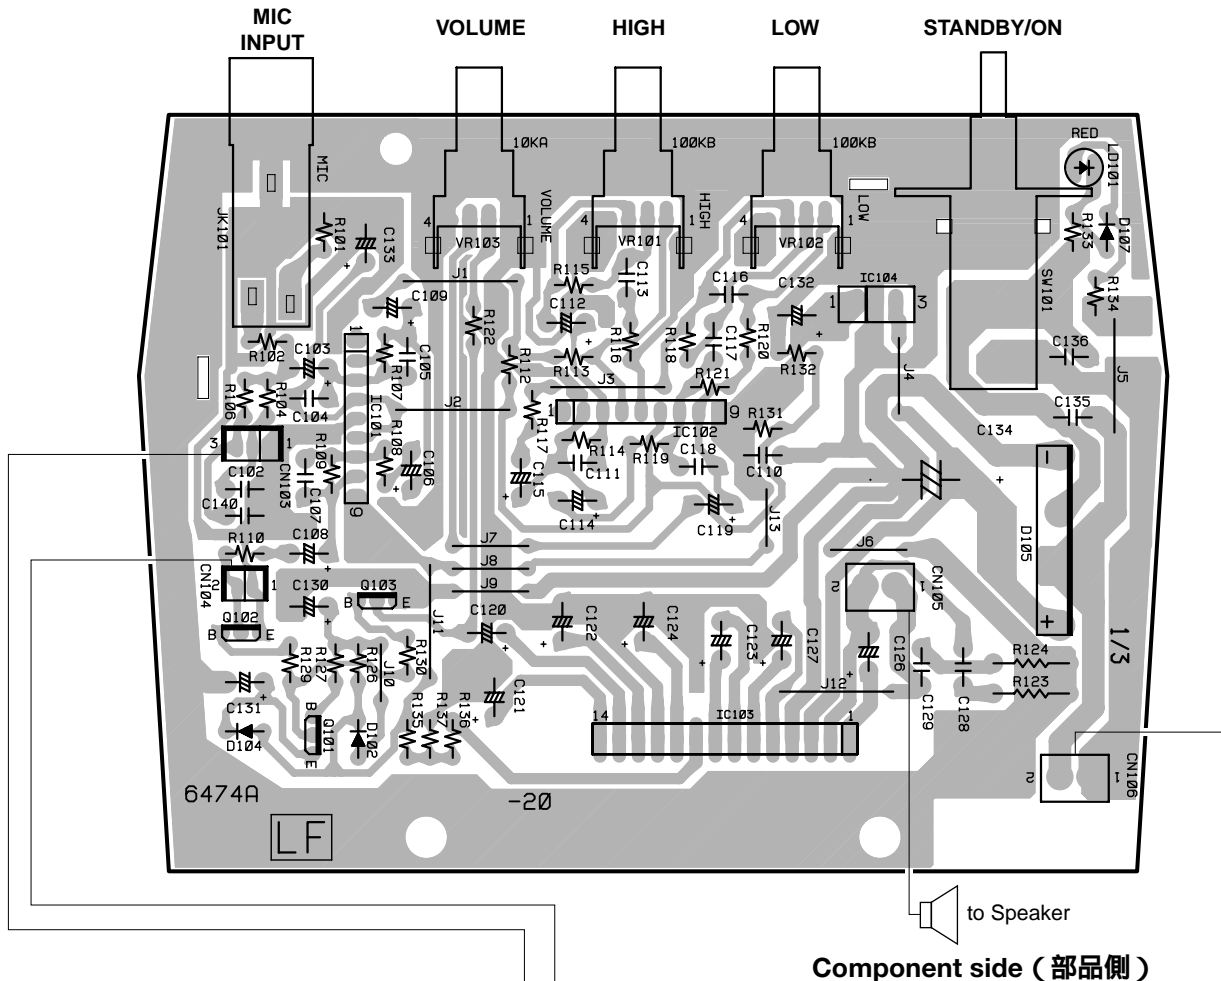 MIC
INPUT
VOLUME
HIGH
LOW
STANDBY/ON
10KA
100KB
100KB
RED
LD101
MIC
JK101
R101
C133
4
1
VOLUME
VR103
4
1
HIGH
VR101
4
1
LOW
VR102
SW101
R133
D107
R134
J1
C109
R122
R115
C113
C112
C116
C132
IC104
1
3
R102
C103
1
R107
C105
R112
R113
R116
R118
C117
R120
R132
C136
J5
R106
R104
C104
IC101
J2
J3
R121
J4
C135
3
1
R109
R108
C106
R117
1
IC102
9
R131
C134
C102
CN103
C107
C140
9
C115
R114
C111
R119
C118
C110
C114
C119
J13
D105
-
+
R110
C108
J7
J6
CN104
2
1
C130
Q103
B
E
J8
J9
2
1
CN105
Q102
B
E
J11
C120
C122
C124
C123
C127
C126
1/3
R129
R127
R126
J10
R130
R124
R123
C131
D104
B
Q101
E
D102
R135
R137
R136
C121
J12
C129
C128
14
IC103
1
2
1
CN106
6474A
-20
LF
to Speaker
Component side（部品側）